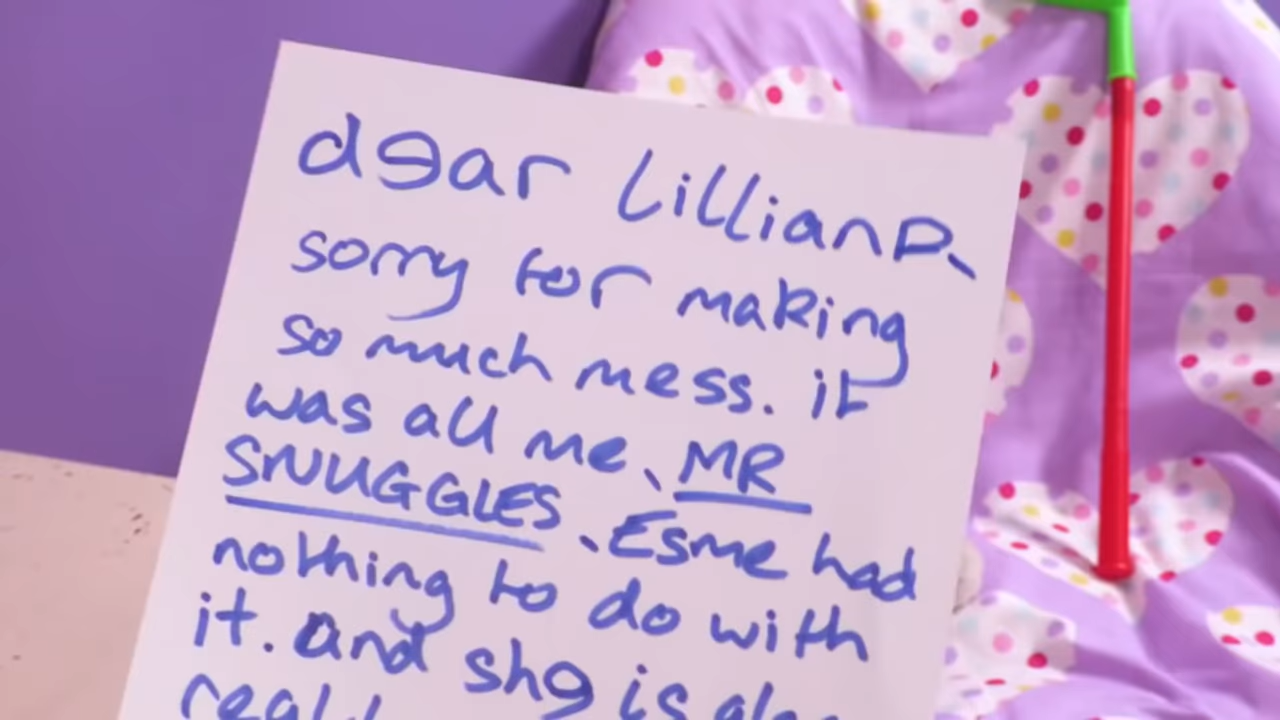 dear Lilliana,
sorry for making
so much mess. it
was all me, MR
SNUGGLES. Esme had
nothing to do with
it. and she is